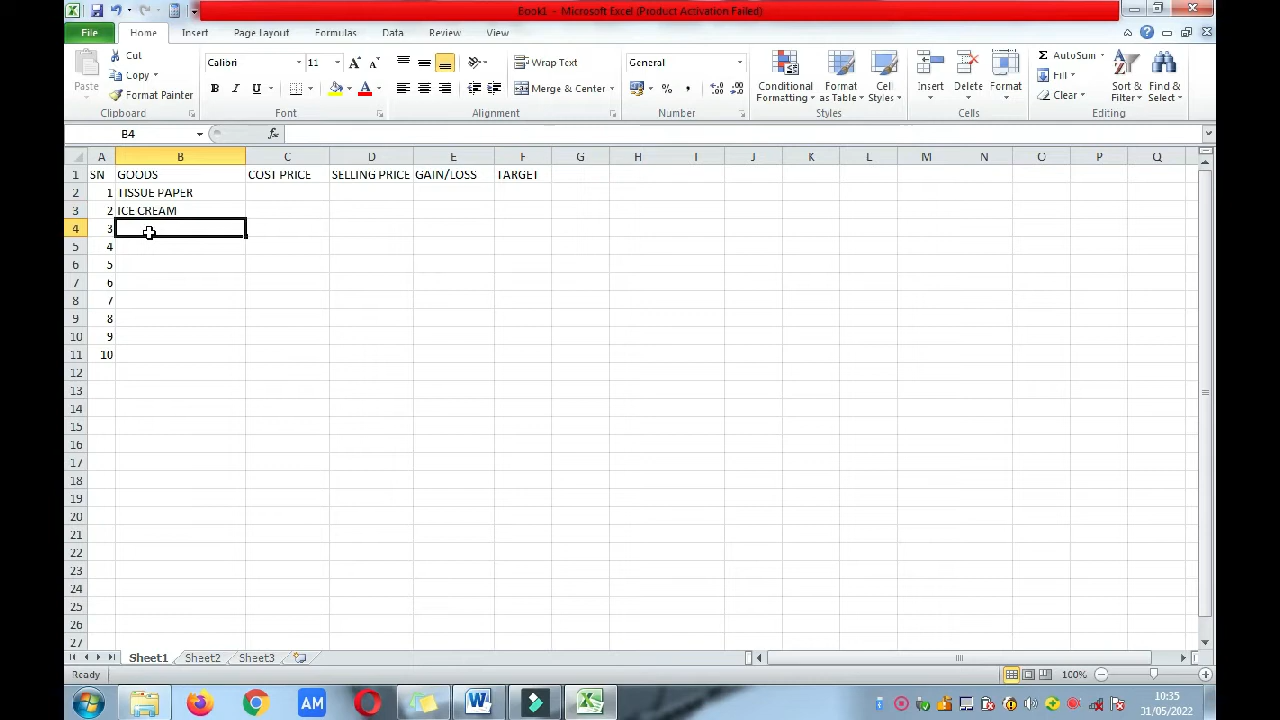 Book1 - Microsoft Excel (Product Activation Failed)
File Home Insert Page Layout Formulas Data Review View
Paste
Cut
Copy
Format Painter
Clipboard
Calibri 11
B I U A
Font
Wrap Text
Merge & Center
Alignment
General
% ,
Number
Conditional Formatting
Format as Table
Cell Styles
Styles
Insert
Delete
Format
Cells
AutoSum
Fill
Clear
Sort & Filter
Find & Select
Editing
B4 fx
A B C D E F G H I J K L M N O P Q
1 SN GOODS COST PRICE SELLING PRICE GAIN/LOSS TARGET
2 1 TISSUE PAPER
3 2 ICE CREAM
4 3
5 4
6 5
7 6
8 7
9 8
10 9
11 10
12
13
14
15
16
17
18
19
20
21
22
23
24
25
26
27
Sheet1 Sheet2 Sheet3
Ready 100%
AM
W
10:35
31/05/2022